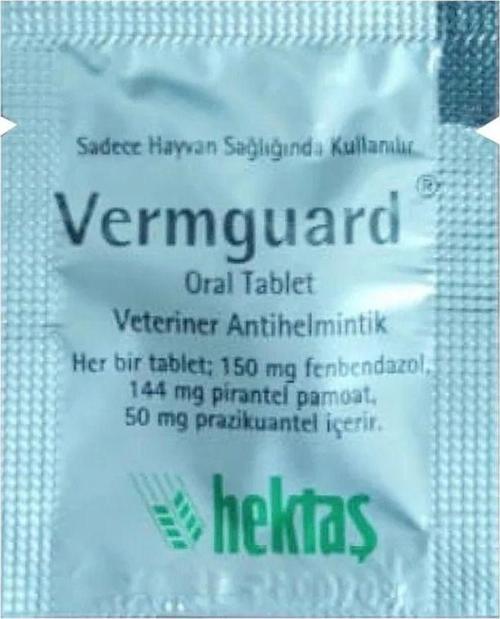 Sadece Hayvan Sağlığında Kullanılır
Vermguard ®
Oral Tablet
Veteriner Antihelmintik
Her bir tablet; 150 mg fenbendazol,
144 mg pirantel pamoat,
50 mg prazikuantel içerir.
hektaş